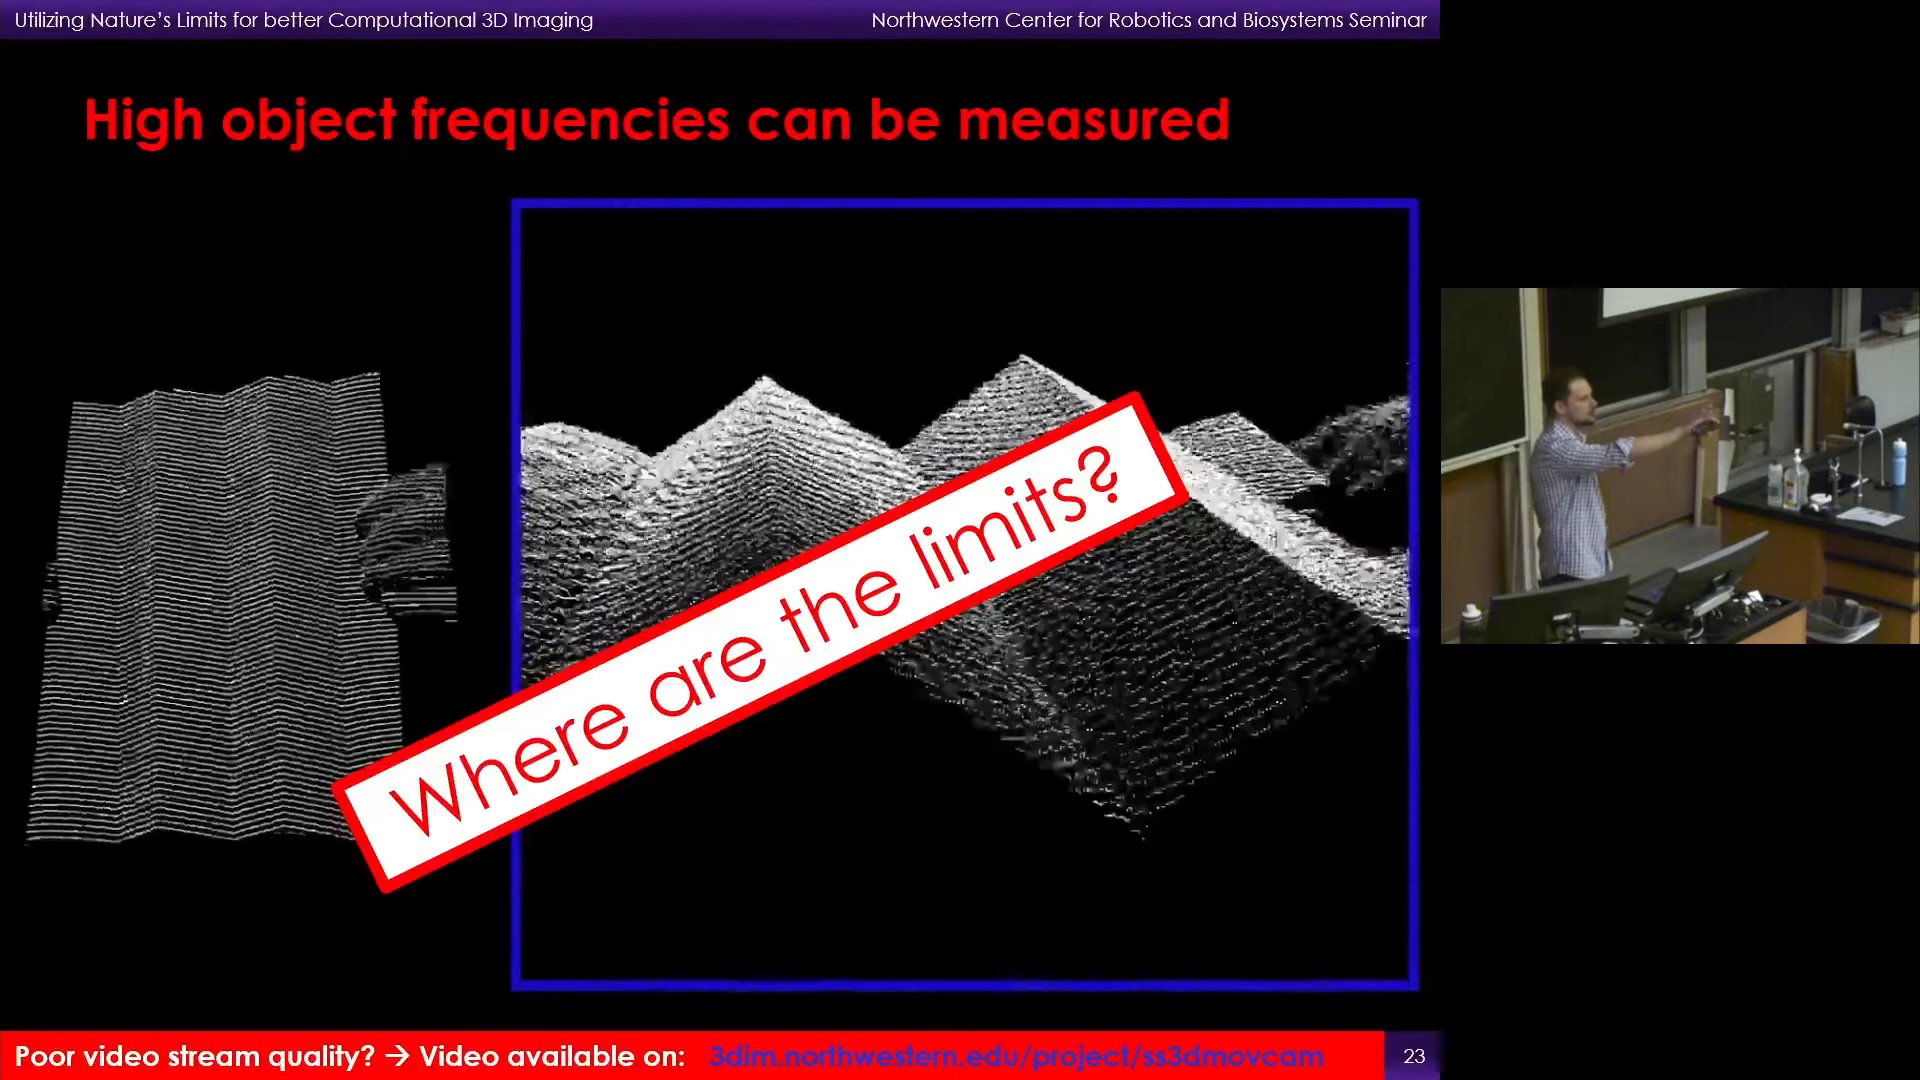 Utilizing Nature’s Limits for better Computational 3D Imaging
Northwestern Center for Robotics and Biosystems Seminar
High object frequencies can be measured
Where are the limits?
Poor video stream quality? → Video available on: 3dim.northwestern.edu/project/ss3dmovcam
23